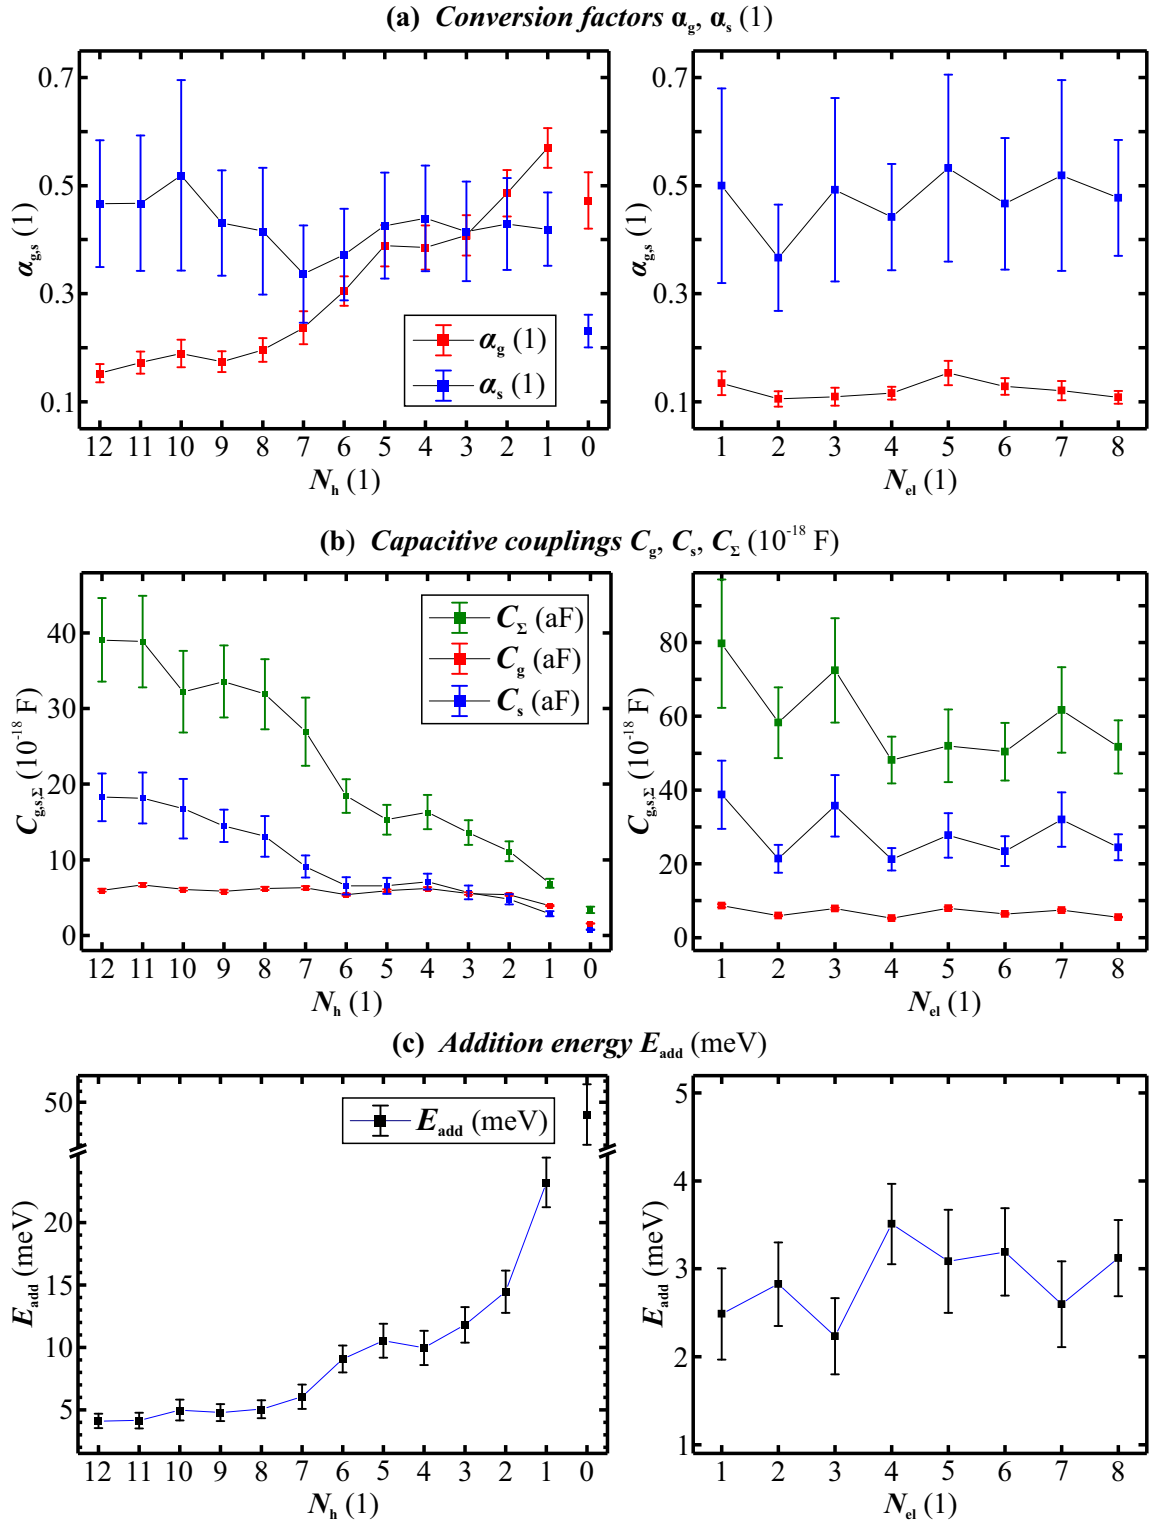 (a) Conversion factors αg, αs (1)
0.7
0.5
0.3
0.1
αg,s (1)
αg (1)
αs (1)
12 11 10 9 8 7 6 5 4 3 2 1 0
Nh (1)
0.7
0.5
0.3
0.1
αg,s (1)
1 2 3 4 5 6 7 8
Nel (1)
(b) Capacitive couplings Cg, Cs, CΣ (10⁻¹⁸ F)
40
30
20
10
0
Cg,s,Σ (10⁻¹⁸ F)
CΣ (aF)
Cg (aF)
Cs (aF)
12 11 10 9 8 7 6 5 4 3 2 1 0
Nh (1)
80
60
40
20
0
Cg,s,Σ (10⁻¹⁸ F)
1 2 3 4 5 6 7 8
Nel (1)
(c) Addition energy Eadd (meV)
50
20
15
10
5
Eadd (meV)
Eadd (meV)
12 11 10 9 8 7 6 5 4 3 2 1 0
Nh (1)
5
4
3
2
1
Eadd (meV)
1 2 3 4 5 6 7 8
Nel (1)